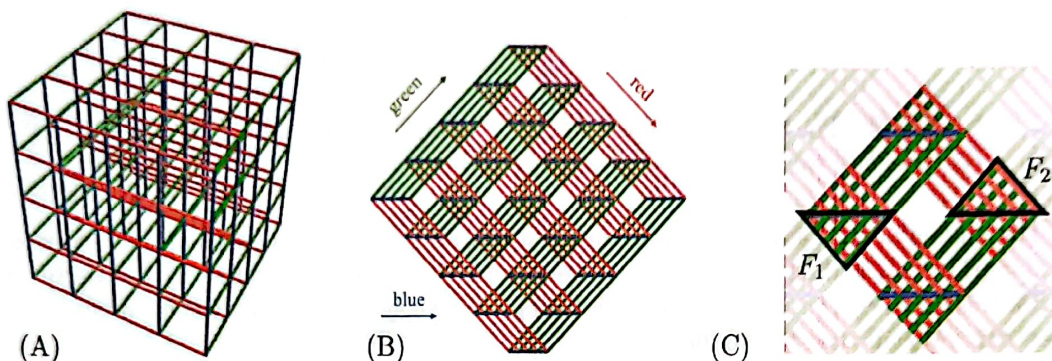 green
red
blue
F₂
F₁
(A)
(B)
(C)